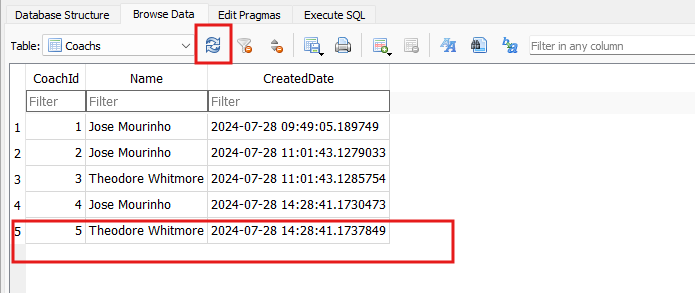 Database Structure Browse Data Edit Pragmas Execute SQL
Table: Coachs Filter in any column
CoachId Name CreatedDate
Filter Filter Filter
1 1 Jose Mourinho 2024-07-28 09:49:05.189749
2 2 Jose Mourinho 2024-07-28 11:01:43.1279033
3 3 Theodore Whitmore 2024-07-28 11:01:43.1285754
4 4 Jose Mourinho 2024-07-28 14:28:41.1730473
5 5 Theodore Whitmore 2024-07-28 14:28:41.1737849